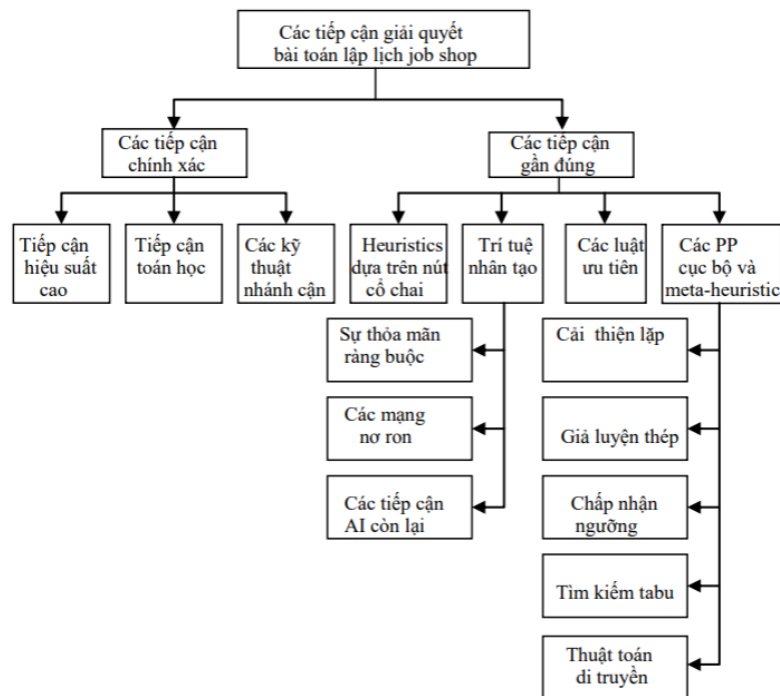 Các tiếp cận giải quyết
bài toán lập lịch job shop
Các tiếp cận
chính xác
Các tiếp cận
gần đúng
Tiếp cận
hiệu suất
cao
Tiếp cận
toán học
Các kỹ
thuật
nhánh cận
Heuristics
dựa trên nút
cổ chai
Trí tuệ
nhân tạo
Các luật
ưu tiên
Các PP
cục bộ và
meta-heuristic
Sự thỏa mãn
ràng buộc
Các mạng
nơ ron
Các tiếp cận
AI còn lại
Cải thiện lặp
Giả luyện thép
Chấp nhận
ngưỡng
Tìm kiếm tabu
Thuật toán
di truyền